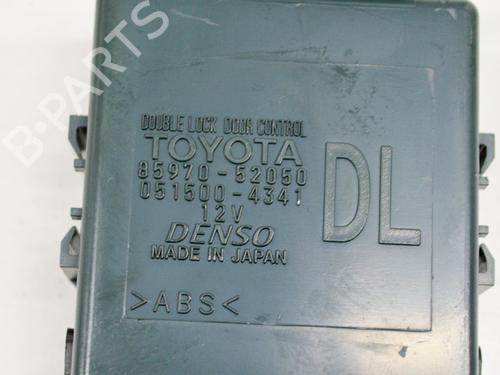 DOUBLE LOCK DOOR CONTROL
TOYOTA
85970-52050
051500-4341
12V
DENSO
MADE IN JAPAN
DL
>ABS<
B-PARTS